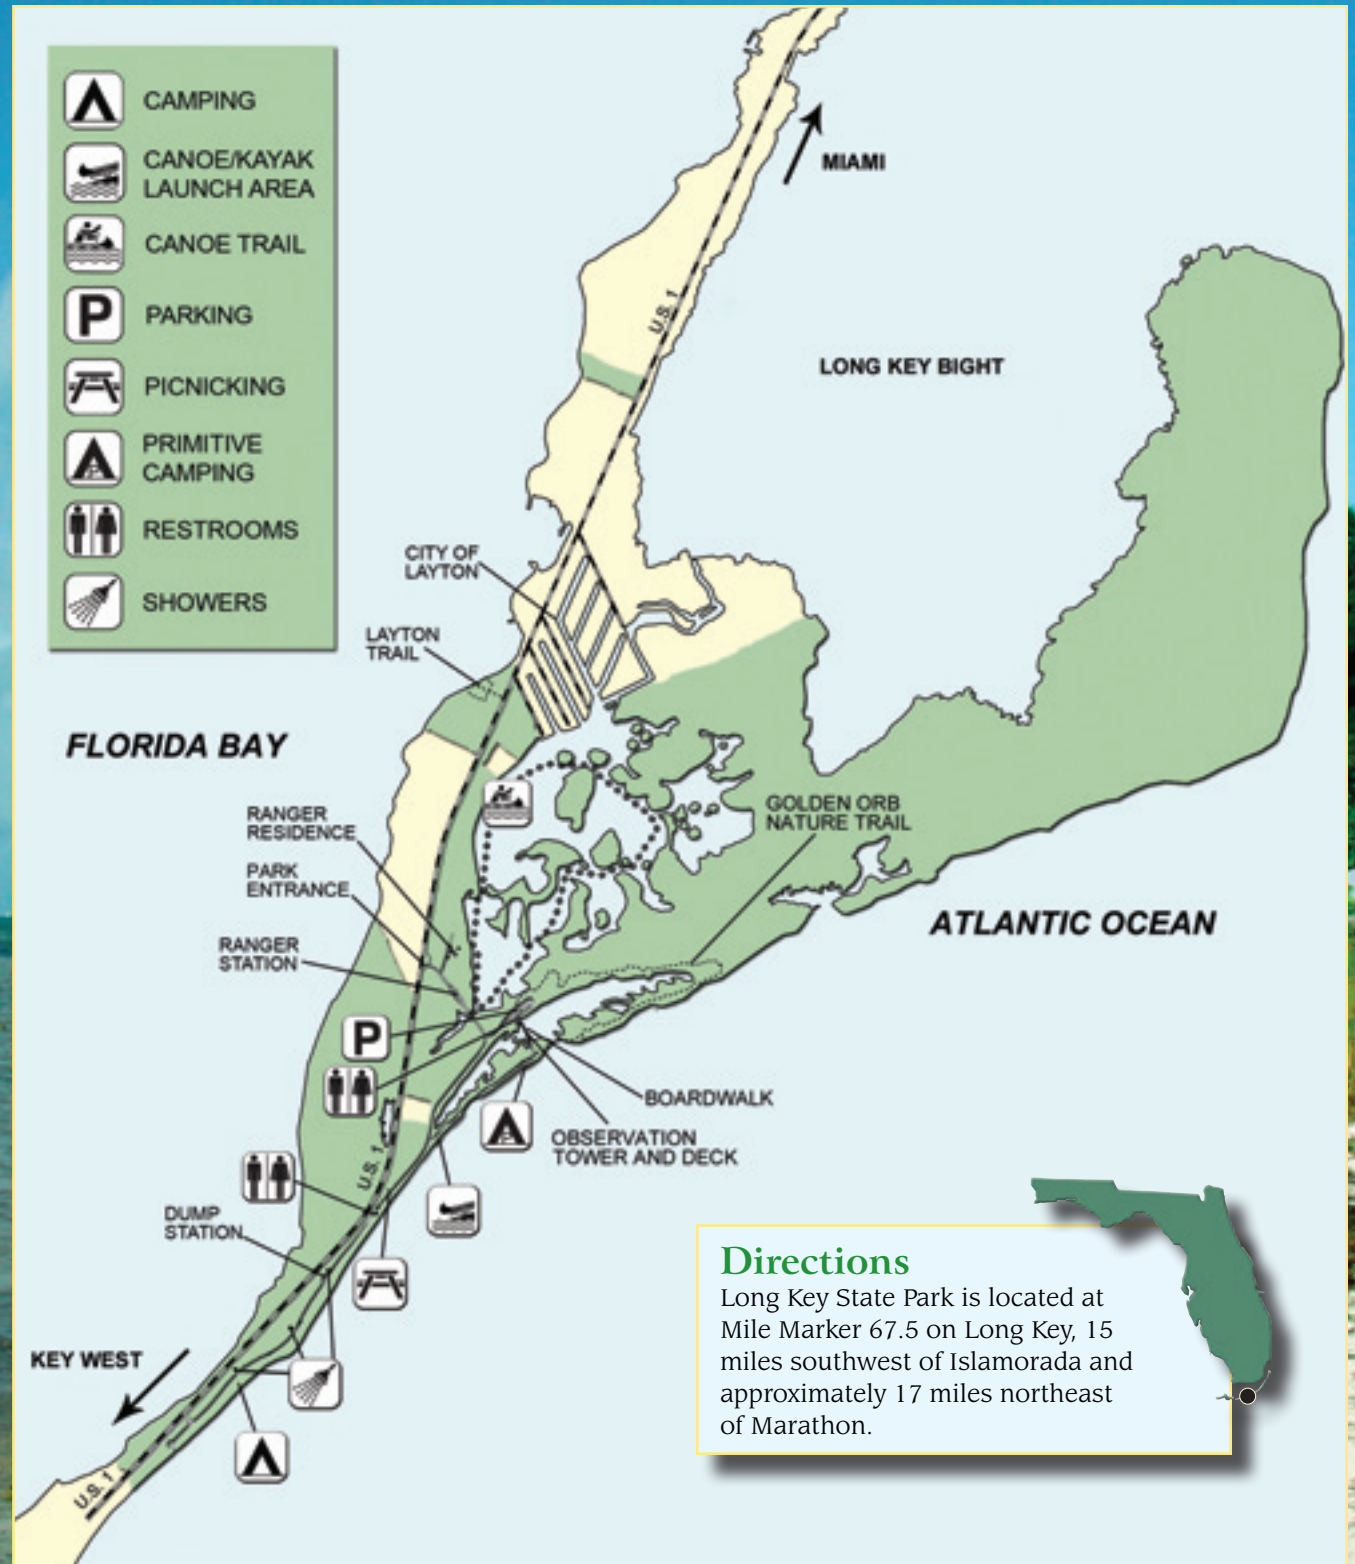 CAMPING
CANOE/KAYAK
LAUNCH AREA
CANOE TRAIL
P
PARKING
PICNICKING
PRIMITIVE
CAMPING
RESTROOMS
SHOWERS
MIAMI
U.S. 1
LONG KEY BIGHT
CITY OF
LAYTON
LAYTON
TRAIL
FLORIDA BAY
RANGER
RESIDENCE
GOLDEN ORB
NATURE TRAIL
PARK
ENTRANCE
ATLANTIC OCEAN
RANGER
STATION
P
BOARDWALK
OBSERVATION
TOWER AND DECK
U.S. 1
DUMP
STATION
KEY WEST
U.S. 1
Directions
Long Key State Park is located at
Mile Marker 67.5 on Long Key, 15
miles southwest of Islamorada and
approximately 17 miles northeast
of Marathon.